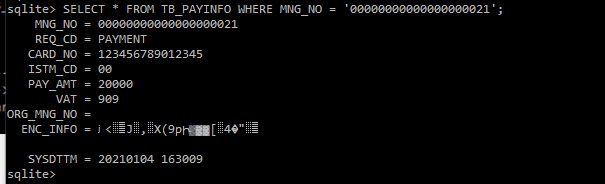 sqlite> SELECT * FROM TB_PAYINFO WHERE MNG_NO = '00000000000000000021';
MNG_NO = 00000000000000000021
REQ_CD = PAYMENT
CARD_NO = 123456789012345
ISTM_CD = 00
PAY_AMT = 20000
VAT = 909
ORG_MNG_NO =
ENC_INFO =
SYSDTTM = 20210104 163009
sqlite>